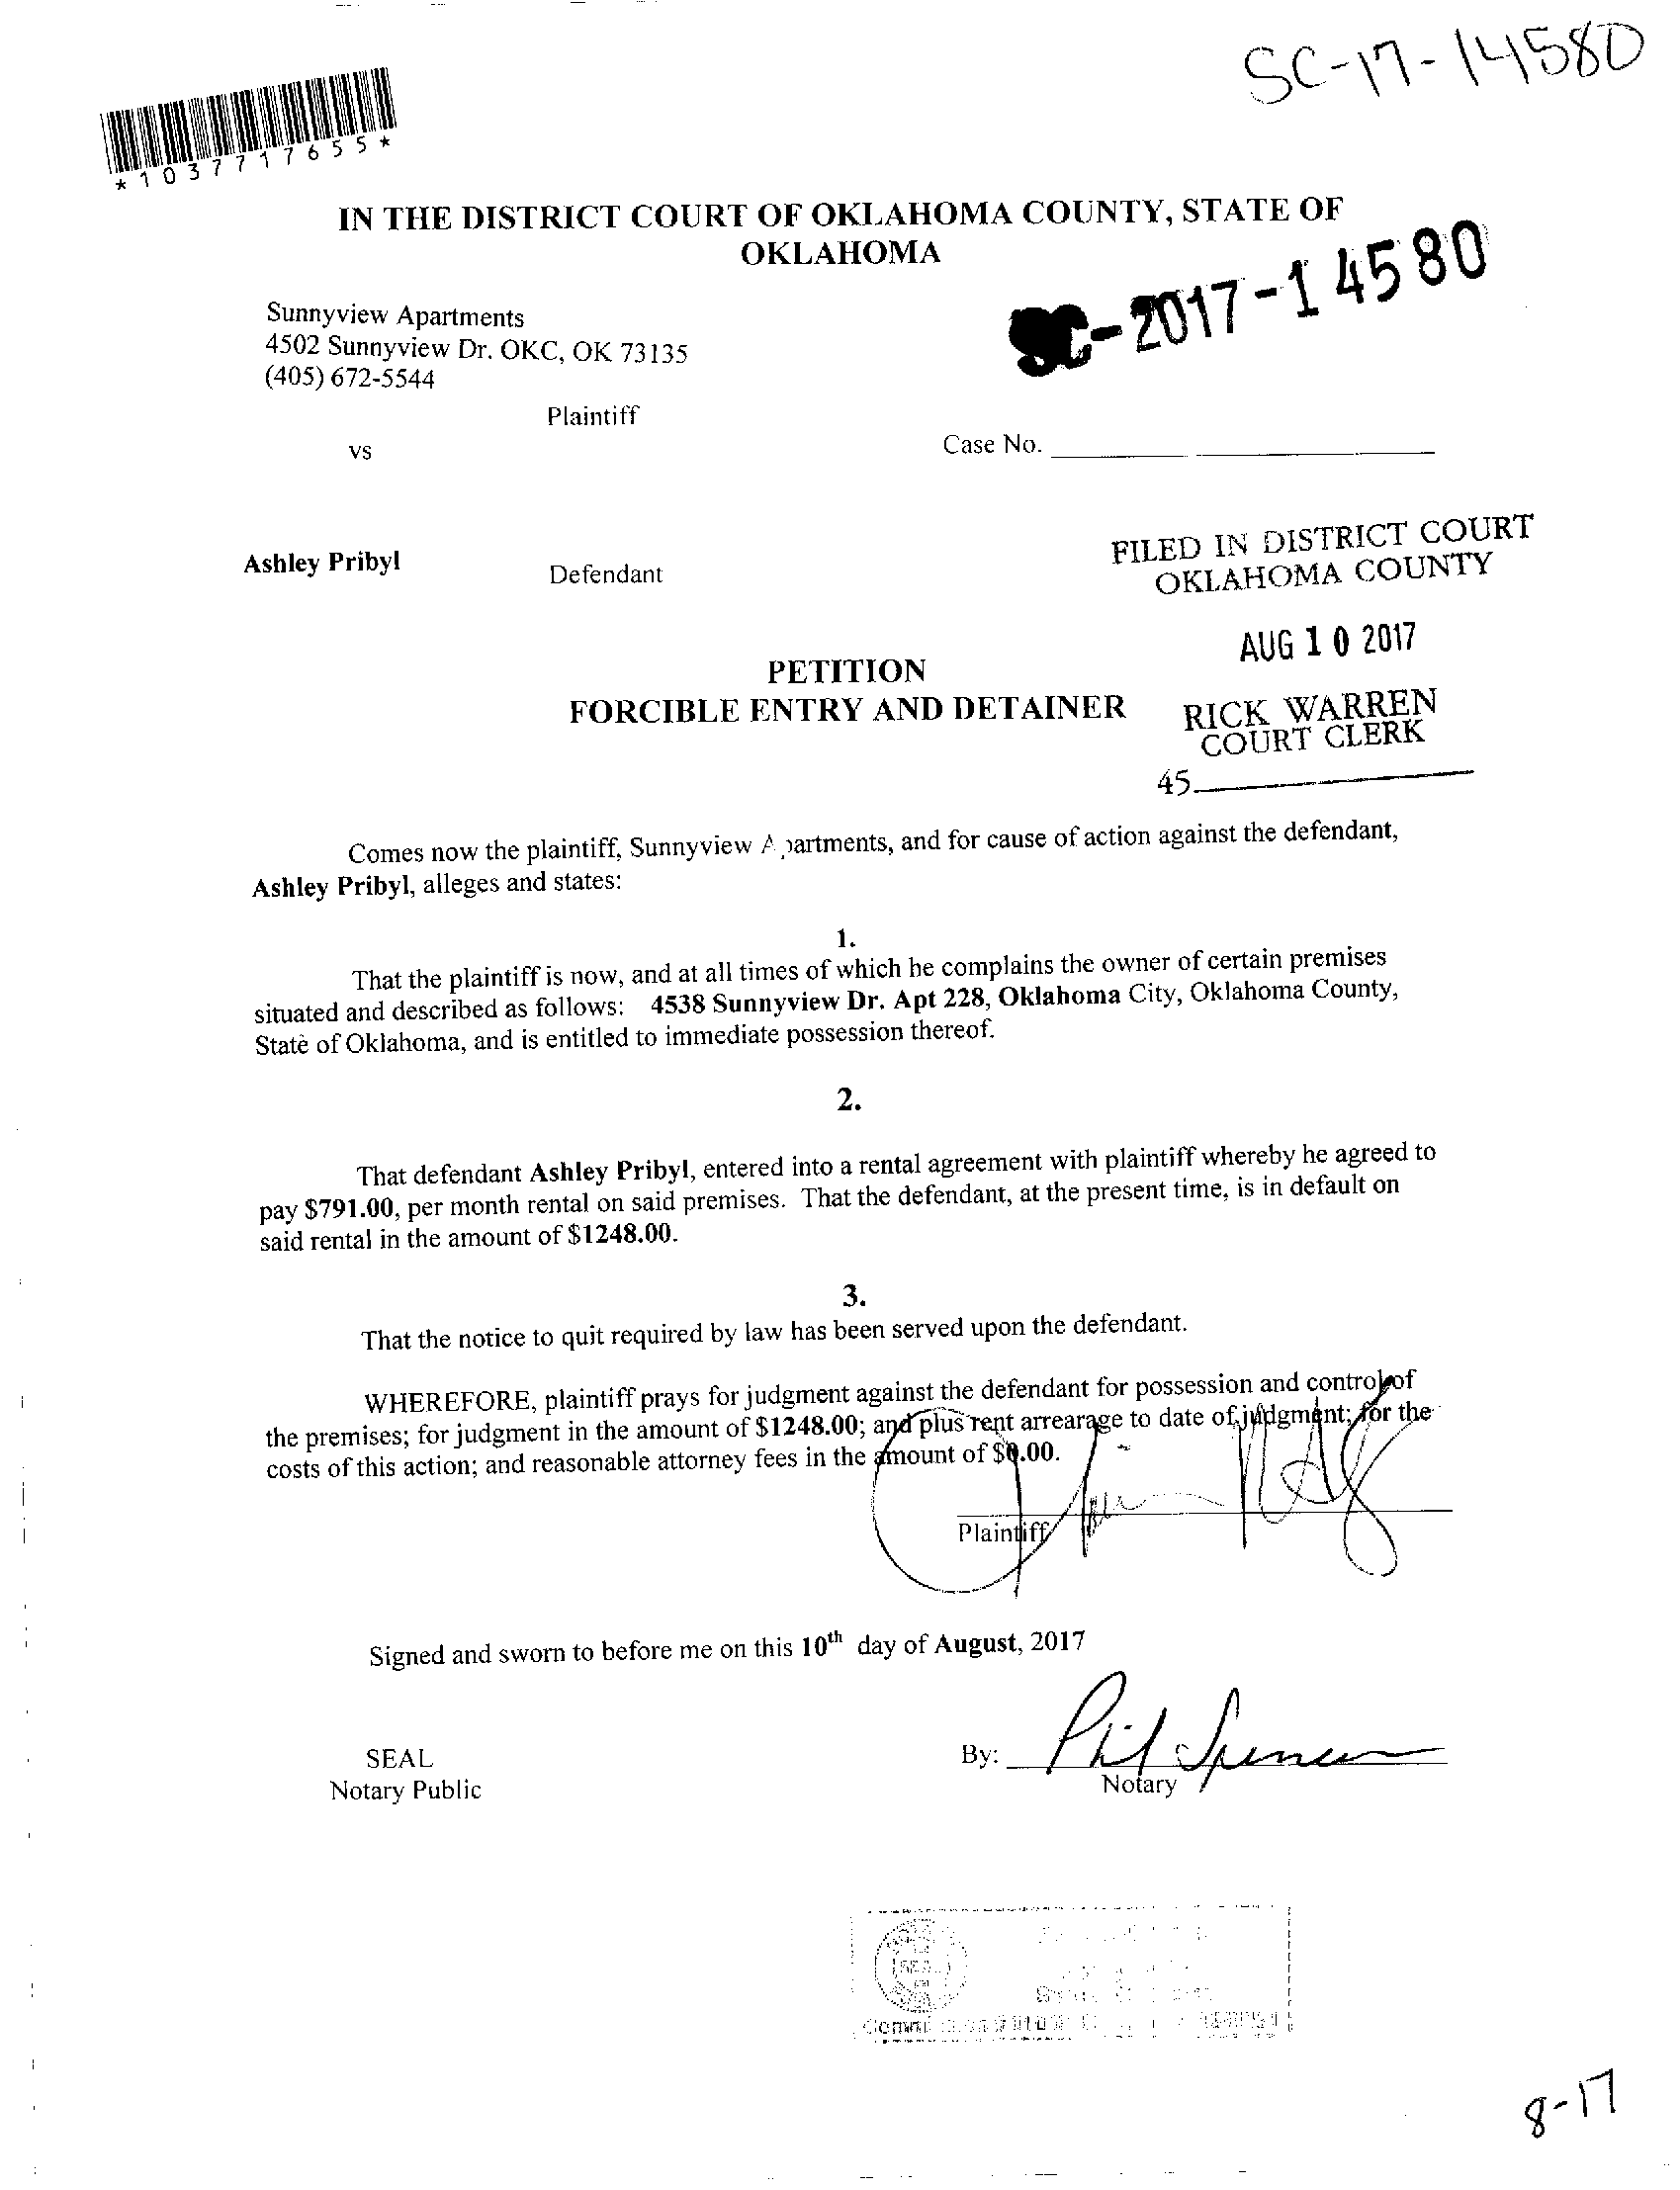 SC-17-14580
*1037717655*
IN THE DISTRICT COURT OF OKLAHOMA COUNTY, STATE OF
OKLAHOMA
SC-2017-14580
Sunnyview Apartments
4502 Sunnyview Dr. OKC, OK 73135
(405) 672-5544
Plaintiff
vs
Case No.
Ashley Pribyl
Defendant
FILED IN DISTRICT COURT
OKLAHOMA COUNTY
AUG 10 2017
PETITION
FORCIBLE ENTRY AND DETAINER
RICK WARREN
COURT CLERK
45
Comes now the plaintiff, Sunnyview Apartments, and for cause of action against the defendant,
Ashley Pribyl, alleges and states:
1.
That the plaintiff is now, and at all times of which he complains the owner of certain premises
situated and described as follows: 4538 Sunnyview Dr. Apt 228, Oklahoma City, Oklahoma County,
State of Oklahoma, and is entitled to immediate possession thereof.
2.
That defendant Ashley Pribyl, entered into a rental agreement with plaintiff whereby he agreed to
pay $791.00, per month rental on said premises. That the defendant, at the present time, is in default on
said rental in the amount of $1248.00.
3.
That the notice to quit required by law has been served upon the defendant.
WHEREFORE, plaintiff prays for judgment against the defendant for possession and control of
the premises; for judgment in the amount of $1248.00; and plus rent arrearage to date of judgment; for the
costs of this action; and reasonable attorney fees in the amount of $0.00.
Plaintiff
Signed and sworn to before me on this 10th day of August, 2017
SEAL
Notary Public
By: Phil Spencer
Notary
SEAL
8-17